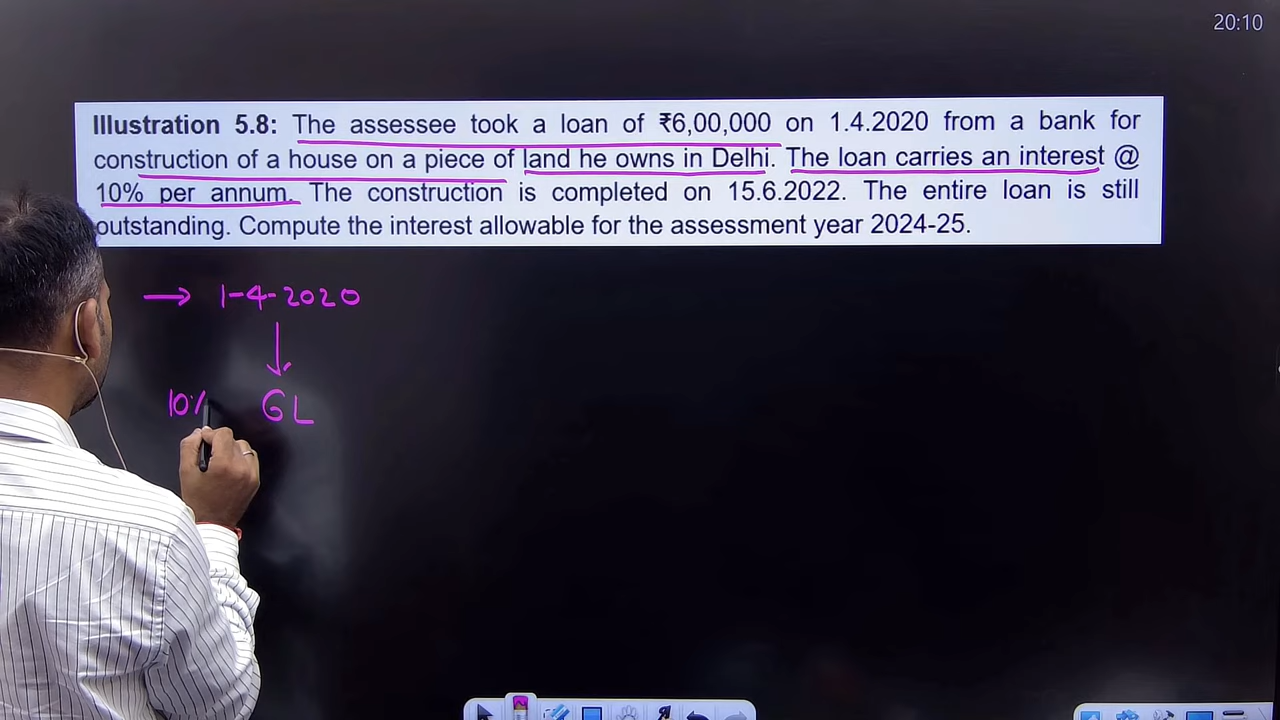 20:10
Illustration 5.8: The assessee took a loan of ₹6,00,000 on 1.4.2020 from a bank for
construction of a house on a piece of land he owns in Delhi. The loan carries an interest @
10% per annum. The construction is completed on 15.6.2022. The entire loan is still
outstanding. Compute the interest allowable for the assessment year 2024-25.
→ 1-4-2020
10% 6L